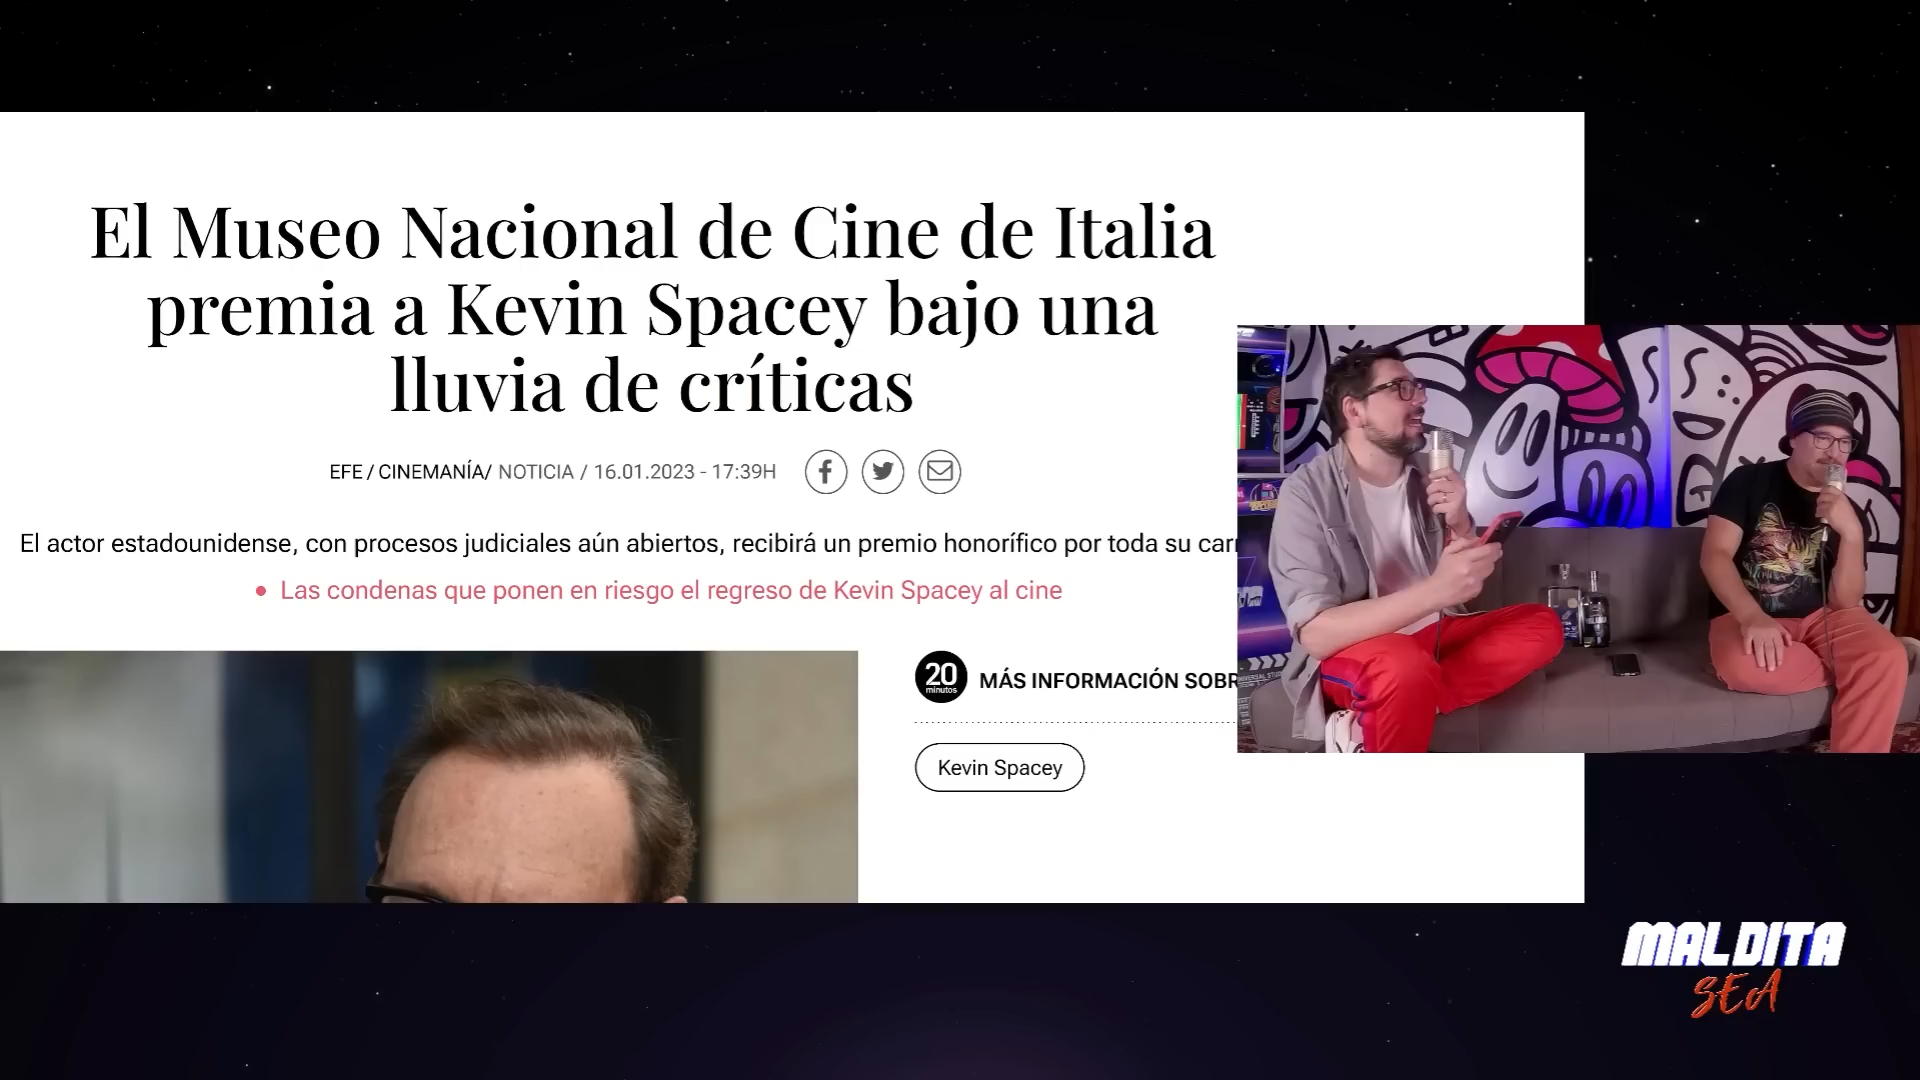 El Museo Nacional de Cine de Italia
premia a Kevin Spacey bajo una
lluvia de críticas
EFE / CINEMANÍA/ NOTICIA / 16.01.2023 - 17:39H
El actor estadounidense, con procesos judiciales aún abiertos, recibirá un premio honorífico por toda su carr
• Las condenas que ponen en riesgo el regreso de Kevin Spacey al cine
20
minutos
MÁS INFORMACIÓN SOBR
Kevin Spacey
MALDITA
SEA